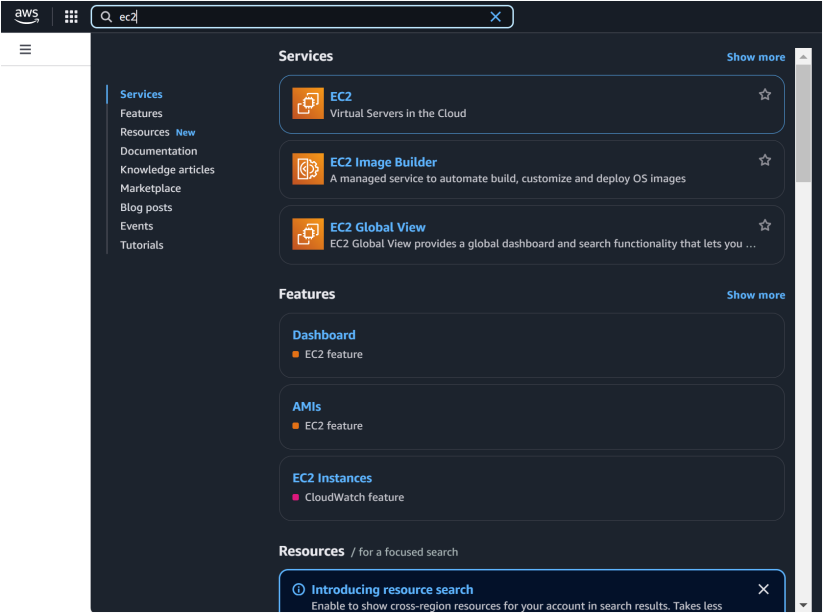 aws
ec2
Services
Features
Resources New
Documentation
Knowledge articles
Marketplace
Blog posts
Events
Tutorials
Services Show more
EC2
Virtual Servers in the Cloud
EC2 Image Builder
A managed service to automate build, customize and deploy OS images
EC2 Global View
EC2 Global View provides a global dashboard and search functionality that lets you ...
Features Show more
Dashboard
EC2 feature
AMIs
EC2 feature
EC2 Instances
CloudWatch feature
Resources / for a focused search
Introducing resource search
Enable to show cross-region resources for your account in search results. Takes less